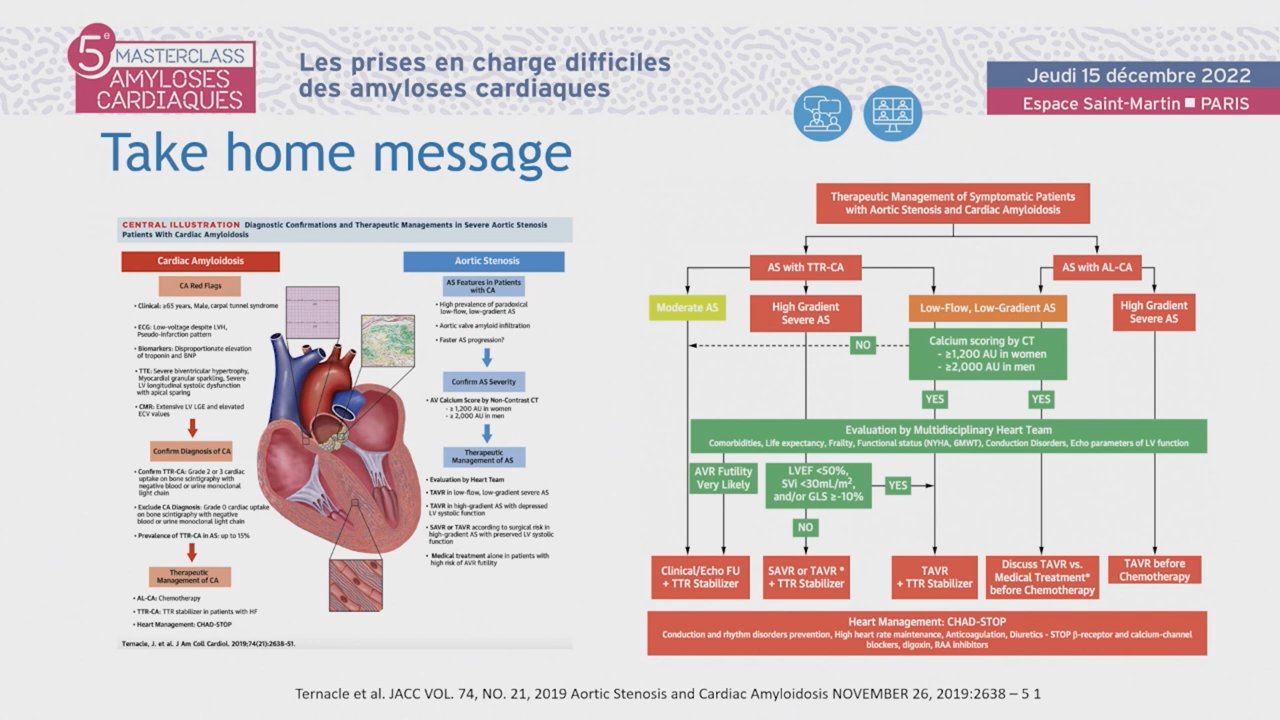 5e
MASTERCLASS
AMYLOSES
CARDIAQUES
Les prises en charge difficiles
des amyloses cardiaques
Jeudi 15 décembre 2022
Espace Saint-Martin ■ PARIS
Take home message
CENTRAL ILLUSTRATION Diagnostic Confirmations and Therapeutic Managements in Severe Aortic Stenosis
Patients With Cardiac Amyloidosis
Cardiac Amyloidosis
CA Red Flags
• Clinical: ≥65 years, Male, carpal tunnel syndrome
• ECG: Low-voltage despite LVH,
Pseudo-infarction pattern
• Biomarkers: Disproportionate elevation
of troponin and BNP
• TTE: Severe biventricular hypertrophy,
Myocardial granular sparkling, Severe
LV longitudinal systolic dysfunction
with apical sparing
• CMR: Extensive LV LGE and elevated
ECV values
Confirm Diagnosis of CA
• Confirm TTR-CA: Grade 2 or 3 cardiac
uptake on bone scintigraphy with
negative blood or urine monoclonal
light chain
• Exclude CA Diagnosis: Grade 0 cardiac uptake
on bone scintigraphy with negative
blood or urine monoclonal light chain
• Prevalence of TTR-CA in AS: up to 15%
Therapeutic
Management of CA
• AL-CA: Chemotherapy
• TTR-CA: TTR stabilizer in patients with HF
• Heart Management: CHAD-STOP
Aortic Stenosis
AS Features in Patients
with CA
• High prevalence of paradoxical
low-flow, low-gradient AS
• Aortic valve amyloid infiltration
• Faster AS progression?
Confirm AS Severity
• AV Calcium Score by Non-Contrast CT
- ≥ 1,200 AU in women
- ≥ 2,000 AU in men
Therapeutic
Management of AS
• Evaluation by Heart Team
• TAVR in low-flow, low-gradient severe AS
• TAVR in high-gradient AS with depressed
LV systolic function
• SAVR or TAVR according to surgical risk in
high-gradient AS with preserved LV systolic
function
• Medical treatment alone in patients with
high risk of AVR futility
Ternacle, J. et al. J Am Coll Cardiol. 2019;74(21):2638-51.
Therapeutic Management of Symptomatic Patients
with Aortic Stenosis and Cardiac Amyloidosis
AS with TTR-CA
AS with AL-CA
Moderate AS
High Gradient
Severe AS
Low-Flow, Low-Gradient AS
High Gradient
Severe AS
NO
Calcium scoring by CT
- ≥1,200 AU in women
- ≥2,000 AU in men
YES
YES
Evaluation by Multidisciplinary Heart Team
Comorbidities, Life expectancy, Frailty, Functional status (NYHA, 6MWT), Conduction Disorders, Echo parameters of LV function
AVR Futility
Very Likely
LVEF <50%,
SVi <30mL/m²,
and/or GLS ≥-10%
YES
NO
Clinical/Echo FU
+ TTR Stabilizer
SAVR or TAVR *
+ TTR Stabilizer
TAVR
+ TTR Stabilizer
Discuss TAVR vs.
Medical Treatment*
before Chemotherapy
TAVR before
Chemotherapy
Heart Management: CHAD-STOP
Conduction and rhythm disorders prevention, High heart rate maintenance, Anticoagulation, Diuretics - STOP β-receptor and calcium-channel
blockers, digoxin, RAA inhibitors
Ternacle et al. JACC VOL. 74, NO. 21, 2019 Aortic Stenosis and Cardiac Amyloidosis NOVEMBER 26, 2019:2638 – 5 1